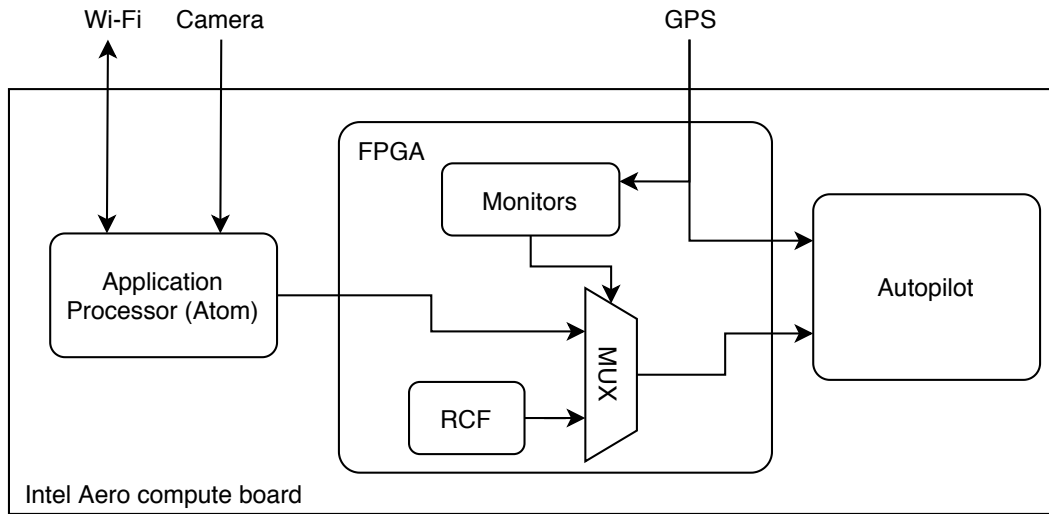 Wi-Fi
Camera
GPS
FPGA
Monitors
Application
Processor (Atom)
Autopilot
MUX
RCF
Intel Aero compute board